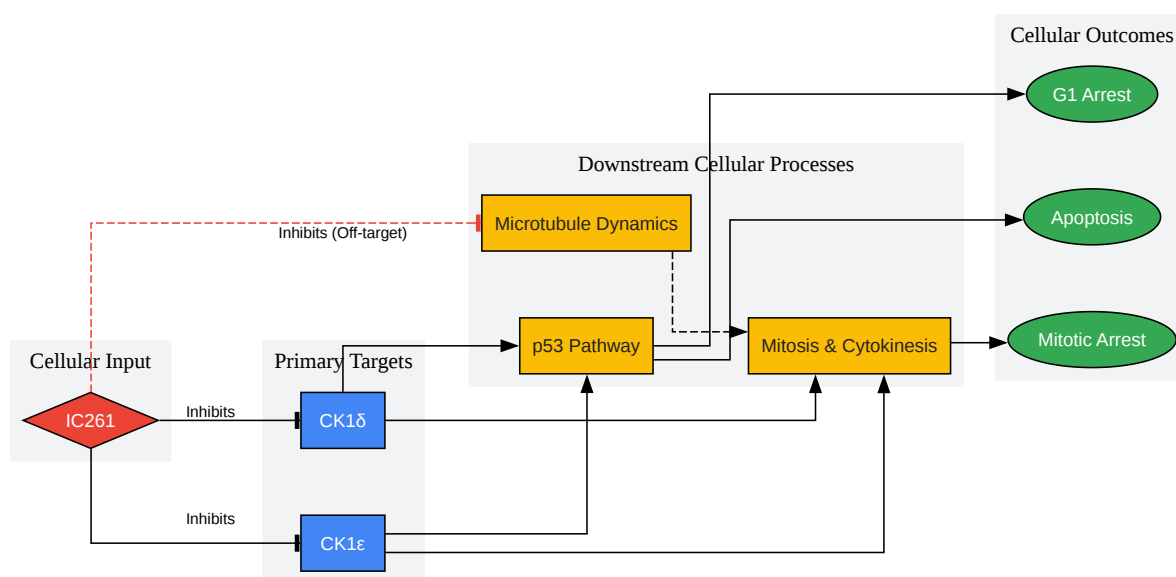 Cellular Outcomes
G1 Arrest
Downstream Cellular Processes
Microtubule Dynamics
Apoptosis
Inhibits (Off-target)
p53 Pathway
Mitosis & Cytokinesis
Mitotic Arrest
Cellular Input
Primary Targets
IC261
Inhibits
CK1δ
Inhibits
CK1ε